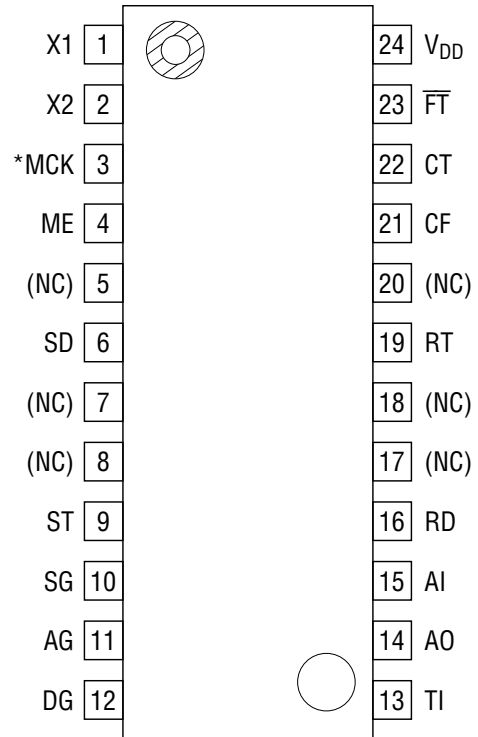 X1 1 24 VDD
X2 2 23 F̅T̅
*MCK 3 22 CT
ME 4 21 CF
(NC) 5 20 (NC)
SD 6 19 RT
(NC) 7 18 (NC)
(NC) 8 17 (NC)
ST 9 16 RD
SG 10 15 AI
AG 11 14 AO
DG 12 13 TI